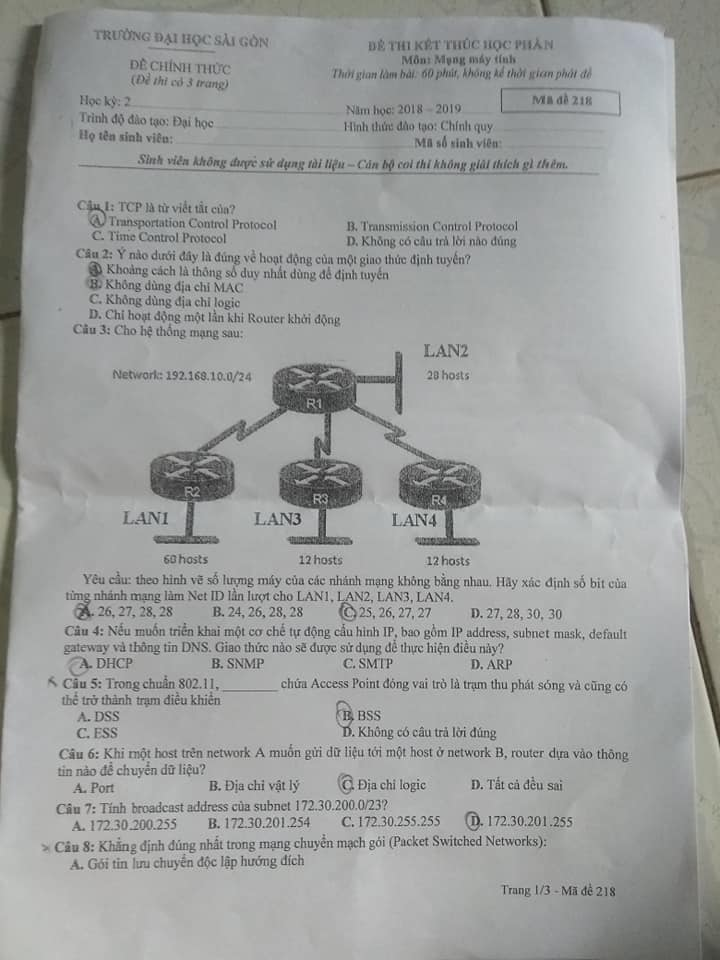 TRƯỜNG ĐẠI HỌC SÀI GÒN
ĐỀ THI KẾT THÚC HỌC PHẦN
Môn: Mạng máy tính
ĐỀ CHÍNH THỨC
Thời gian làm bài: 60 phút, không kể thời gian phát đề
(Đề thi có 3 trang)
Học kỳ: 2
Năm học: 2018 – 2019
Mã đề 218
Trình độ đào tạo: Đại học
Hình thức đào tạo: Chính quy
Họ tên sinh viên:
Mã số sinh viên:
Sinh viên không được sử dụng tài liệu – Cán bộ coi thi không giải thích gì thêm.
Câu 1: TCP là từ viết tắt của?
A. Transportation Control Protocol B. Transmission Control Protocol
C. Time Control Protocol D. Không có câu trả lời nào đúng
Câu 2: Ý nào dưới đây là đúng về hoạt động của một giao thức định tuyến?
A. Khoảng cách là thông số duy nhất dùng để định tuyến
B. Không dùng địa chỉ MAC
C. Không dùng địa chỉ logic
D. Chỉ hoạt động một lần khi Router khởi động
Câu 3: Cho hệ thống mạng sau:
LAN2
Network: 192.168.10.0/24
28 hosts
R1
R2 R3 R4
LAN1 LAN3 LAN4
60 hosts 12 hosts 12 hosts
Yêu cầu: theo hình vẽ số lượng máy của các nhánh mạng không bằng nhau. Hãy xác định số bit của
từng nhánh mạng làm Net ID lần lượt cho LAN1, LAN2, LAN3, LAN4.
A. 26, 27, 28, 28 B. 24, 26, 28, 28 C. 25, 26, 27, 27 D. 27, 28, 30, 30
Câu 4: Nếu muốn triển khai một cơ chế tự động cấu hình IP, bao gồm IP address, subnet mask, default
gateway và thông tin DNS. Giao thức nào sẽ được sử dụng để thực hiện điều này?
A. DHCP B. SNMP C. SMTP D. ARP
Câu 5: Trong chuẩn 802.11, ________ chứa Access Point đóng vai trò là trạm thu phát sóng và cũng có
thể trở thành trạm điều khiển
A. DSS B. BSS
C. ESS D. Không có câu trả lời đúng
Câu 6: Khi một host trên network A muốn gửi dữ liệu tới một host ở network B, router dựa vào thông
tin nào để chuyển dữ liệu?
A. Port B. Địa chỉ vật lý C. Địa chỉ logic D. Tất cả đều sai
Câu 7: Tính broadcast address của subnet 172.30.200.0/23?
A. 172.30.200.255 B. 172.30.201.254 C. 172.30.255.255 D. 172.30.201.255
Câu 8: Khẳng định đúng nhất trong mạng chuyển mạch gói (Packet Switched Networks):
A. Gói tin lưu chuyển độc lập hướng đích
Trang 1/3 - Mã đề 218